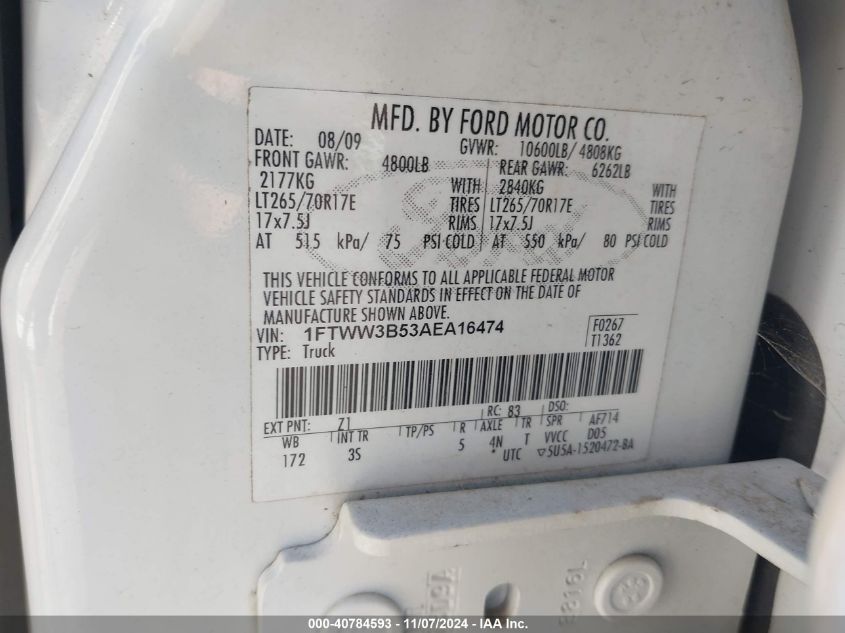 MFD. BY FORD MOTOR CO.
DATE: 08/09 GVWR: 10600LB/ 4808KG
FRONT GAWR: 4800LB REAR GAWR: 6262LB
2177KG WITH 2840KG WITH
LT265/70R17E TIRES LT265/70R17E TIRES
17x7.5J RIMS 17x7.5J RIMS
AT 515 kPa/ 75 PSI COLD AT 550 kPa/ 80 PSI COLD
THIS VEHICLE CONFORMS TO ALL APPLICABLE FEDERAL MOTOR
VEHICLE SAFETY STANDARDS IN EFFECT ON THE DATE OF
MANUFACTURE SHOWN ABOVE.
VIN: 1FTWW3B53AEA16474 F0267
TYPE: Truck T1362
EXT PNT: Z1 RC: 83 DSO:
WB INT TR TP/PS R AXLE TR SPR AF714
172 3S 5 4N T VVCC D05
* UTC ▽5U5A-1520472-BA
000-40784593 - 11/07/2024 - IAA Inc.